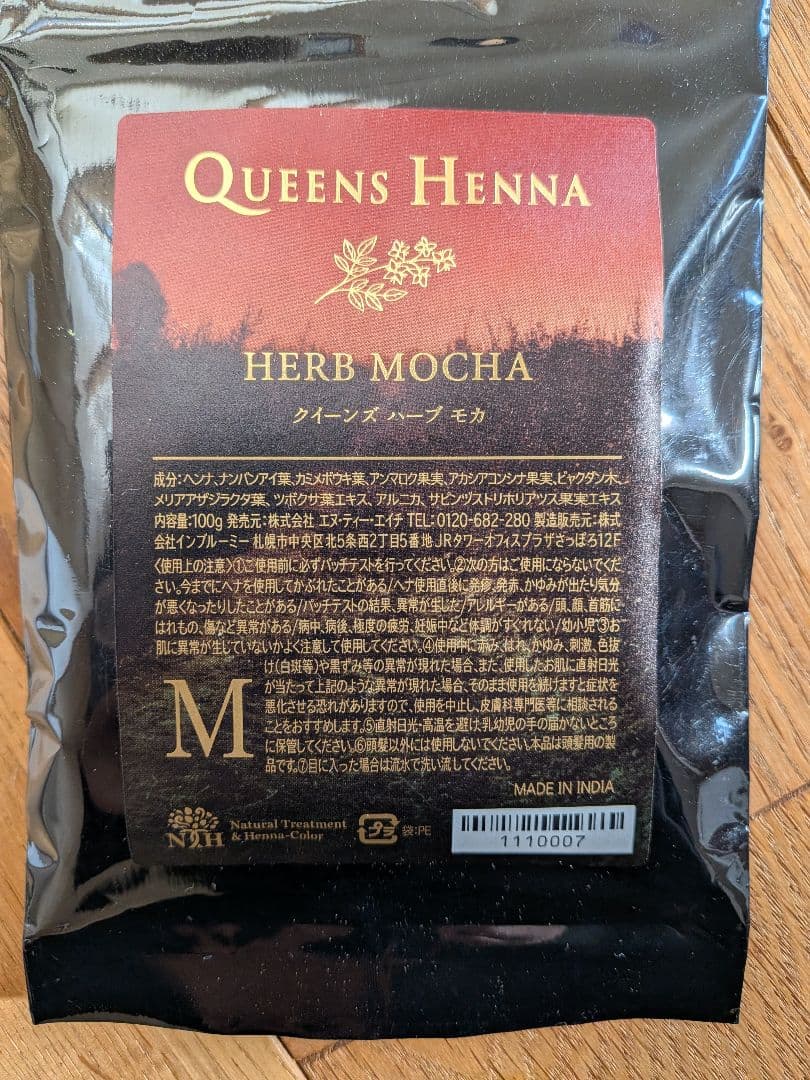 QUEENS HENNA
HERB MOCHA
クイーンズ ハーブ モカ
成分:ヘンナ、ナンバンアイ葉、カミメボウキ葉、アンマロク果実、アカシアコンシナ果実、ビャクダン木、
メリアアザジラクタ葉、ツボクサ葉エキス、アルニカ、サピンヅストリホリアツス果実エキス
内容量:100g 発売元:株式会社 エヌ・ティー・エイチ TEL:0120-682-280 製造販売元:株式
会社インブルーミー 札幌市中央区北5条西2丁目5番地 JRタワーオフィスプラザさっぽろ12F
〈使用上の注意〉①ご使用前に必ずパッチテストを行ってください。②次の方はご使用にならないでくだ
さい。今までにヘナを使用してかぶれたことがある/ヘナ使用直後に発疹、発赤、かゆみが出たり気分
が悪くなったりしたことがある/パッチテストの結果、異常が生じた/アレルギーがある/頭、顔、首筋に
はれもの、傷など異常がある/病中、病後、極度の疲労、妊娠中など体調がすぐれない/幼小児 ③お
肌に異常が生じていないかよく注意して使用してください。④使用中に赤み、はれ、かゆみ、刺激、色抜
け(白斑等)や黒ずみ等の異常が現れた場合、また、使用したお肌に直射日光
が当たって上記のような異常が現れた場合、そのまま使用を続けますと症状を
悪化させる恐れがありますので、使用を中止し、皮膚科専門医等に相談される
ことをおすすめします。⑤直射日光・高温を避け、乳幼児の手の届かないところ
に保管してください。⑥頭髪以外には使用しないでください。本品は頭髪用の製
品です。⑦目に入った場合は流水で洗い流してください。
M
MADE IN INDIA
NTH
Natural Treatment
& Henna-Color
プラ
袋:PE
1110007